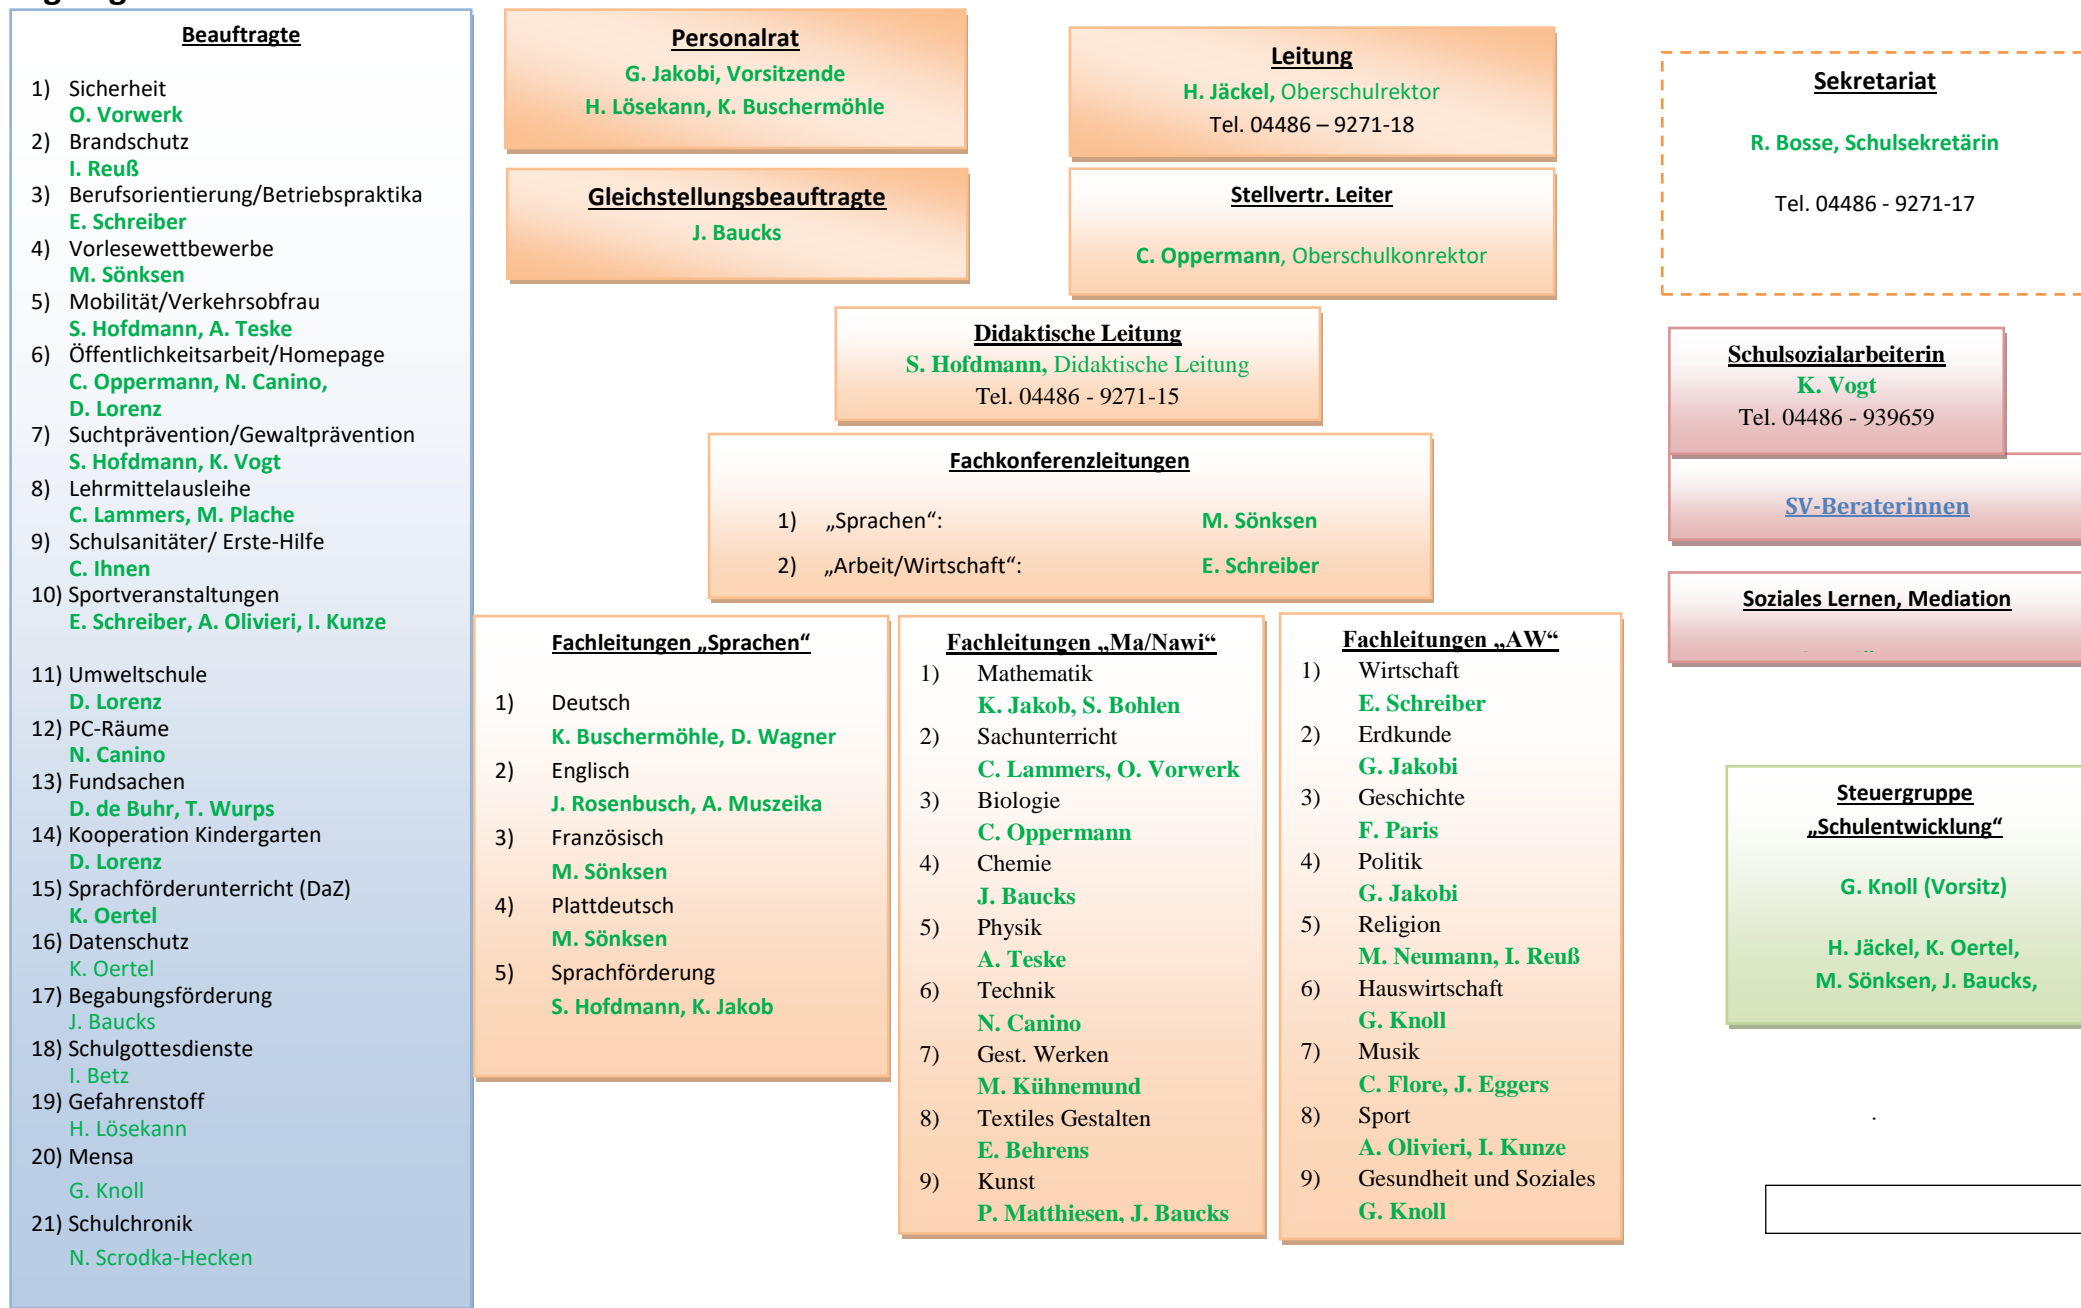 Beauftragte
1) Sicherheit
O. Vorwerk
2) Brandschutz
I. Reuß
3) Berufsorientierung/Betriebspraktika
E. Schreiber
4) Vorlesewettbewerbe
M. Sönksen
5) Mobilität/Verkehrsobfrau
S. Hofdmann, A. Teske
6) Öffentlichkeitsarbeit/Homepage
C. Oppermann, N. Canino,
D. Lorenz
7) Suchtprävention/Gewaltprävention
S. Hofdmann, K. Vogt
8) Lehrmittelausleihe
C. Lammers, M. Plache
9) Schulsanitäter/ Erste-Hilfe
C. Ihnen
10) Sportveranstaltungen
E. Schreiber, A. Olivieri, I. Kunze
11) Umweltschule
D. Lorenz
12) PC-Räume
N. Canino
13) Fundsachen
D. de Buhr, T. Wurps
14) Kooperation Kindergarten
D. Lorenz
15) Sprachförderunterricht (DaZ)
K. Oertel
16) Datenschutz
K. Oertel
17) Begabungsförderung
J. Baucks
18) Schulgottesdienste
I. Betz
19) Gefahrenstoff
H. Lösekann
20) Mensa
G. Knoll
21) Schulchronik
N. Scrodka-Hecken
Personalrat
G. Jakobi, Vorsitzende
H. Lösekann, K. Buschermöhle
Gleichstellungsbeauftragte
J. Baucks
Leitung
H. Jäckel, Oberschulrektor
Tel. 04486 – 9271-18
Stellvertr. Leiter
C. Oppermann, Oberschulkonrektor
Didaktische Leitung
S. Hofdmann, Didaktische Leitung
Tel. 04486 - 9271-15
Fachkonferenzleitungen
1) „Sprachen“: M. Sönksen
2) „Arbeit/Wirtschaft“: E. Schreiber
Fachleitungen „Sprachen“
1) Deutsch
K. Buschermöhle, D. Wagner
2) Englisch
J. Rosenbusch, A. Muszeika
3) Französisch
M. Sönksen
4) Plattdeutsch
M. Sönksen
5) Sprachförderung
S. Hofdmann, K. Jakob
Fachleitungen „Ma/Nawi“
1) Mathematik
K. Jakob, S. Bohlen
2) Sachunterricht
C. Lammers, O. Vorwerk
3) Biologie
C. Oppermann
4) Chemie
J. Baucks
5) Physik
A. Teske
6) Technik
N. Canino
7) Gest. Werken
M. Kühnemund
8) Textiles Gestalten
E. Behrens
9) Kunst
P. Matthiesen, J. Baucks
Fachleitungen „AW“
1) Wirtschaft
E. Schreiber
2) Erdkunde
G. Jakobi
3) Geschichte
F. Paris
4) Politik
G. Jakobi
5) Religion
M. Neumann, I. Reuß
6) Hauswirtschaft
G. Knoll
7) Musik
C. Flore, J. Eggers
8) Sport
A. Olivieri, I. Kunze
9) Gesundheit und Soziales
G. Knoll
Sekretariat
R. Bosse, Schulsekretärin
Tel. 04486 - 9271-17
Schulsozialarbeiterin
K. Vogt
Tel. 04486 - 939659
SV-Beraterinnen
Soziales Lernen, Mediation
Steuergruppe
„Schulentwicklung“
G. Knoll (Vorsitz)
H. Jäckel, K. Oertel,
M. Sönksen, J. Baucks,
.